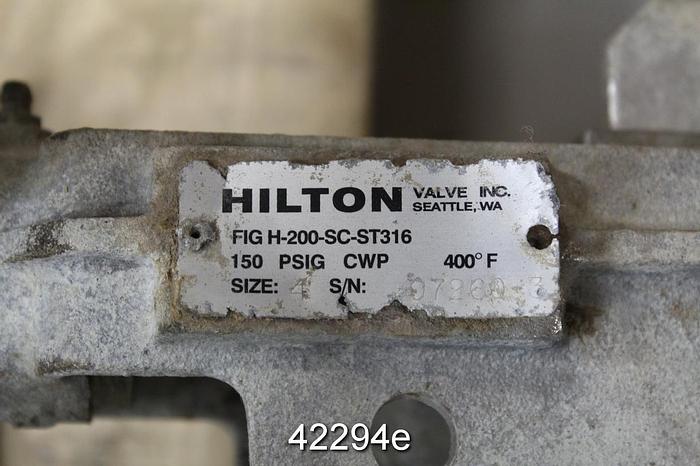 HILTON VALVE INC.
SEATTLE, WA
FIG H-200-SC-ST316
150 PSIG CWP 400°F
SIZE: 4 S/N:
42294e